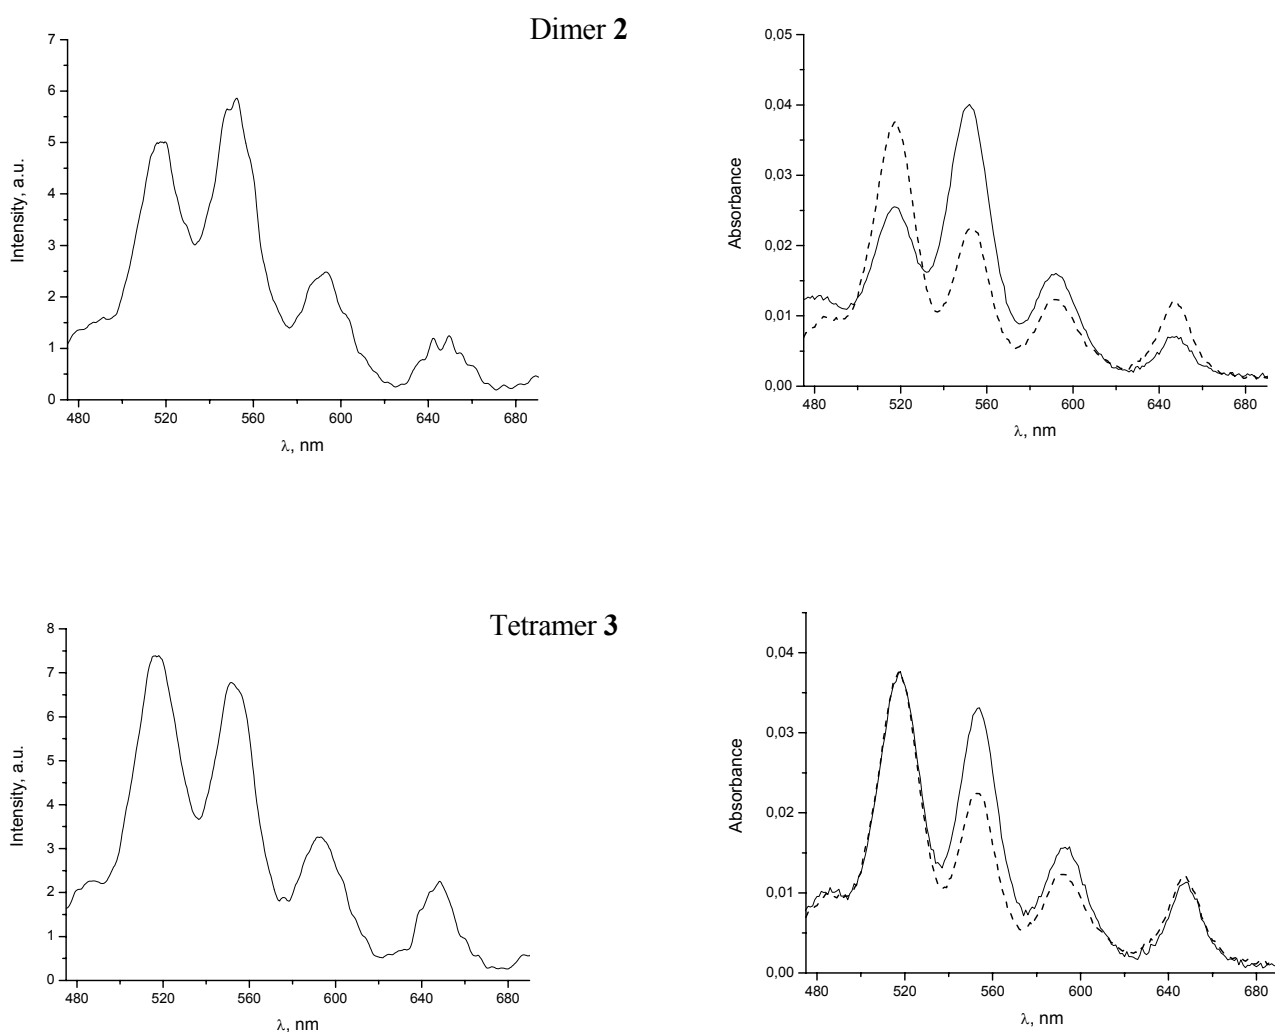 Dimer 2
7
6
5
4
3
2
1
0
Intensity, a.u.
480 520 560 600 640 680
λ, nm
0,05
0,04
0,03
0,02
0,01
0,00
Absorbance
480 520 560 600 640 680
λ, nm
Tetramer 3
8
7
6
5
4
3
2
1
0
Intensity, a.u.
480 520 560 600 640 680
λ, nm
0,04
0,03
0,02
0,01
0,00
Absorbance
480 520 560 600 640 680
λ, nm